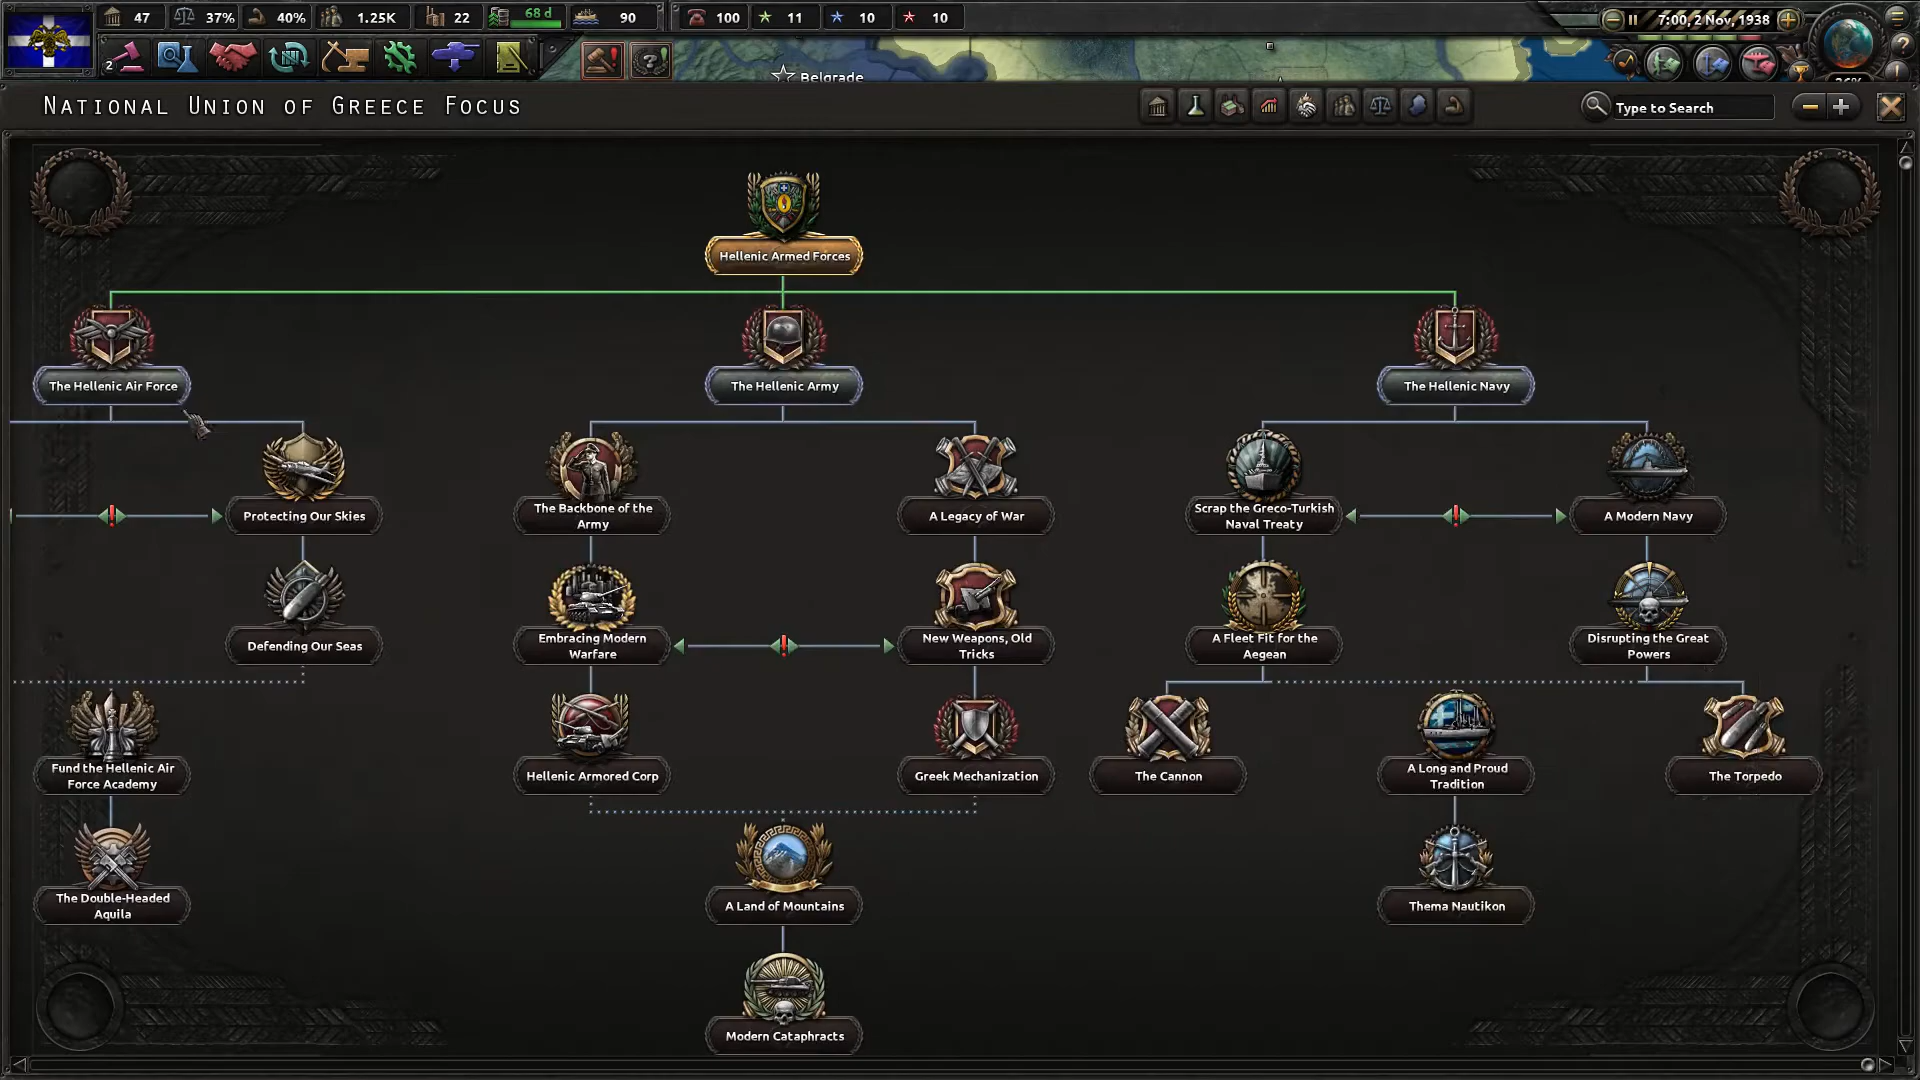 47
37%
40%
1.25K
22
68 d
90
100
11
10
10
7:00, 2 Nov, 1938
2
Belgrade
National Union of Greece Focus
Type to Search
Hellenic Armed Forces
The Hellenic Air Force
The Hellenic Army
The Hellenic Navy
Protecting Our Skies
The Backbone of the
Army
A Legacy of War
Scrap the Greco-Turkish
Naval Treaty
A Modern Navy
Defending Our Seas
Embracing Modern
Warfare
New Weapons, Old
Tricks
A Fleet Fit for the
Aegean
Disrupting the Great
Powers
Fund the Hellenic Air
Force Academy
Hellenic Armored Corp
Greek Mechanization
The Cannon
A Long and Proud
Tradition
The Torpedo
The Double-Headed
Aquila
A Land of Mountains
Thema Nautikon
Modern Cataphracts